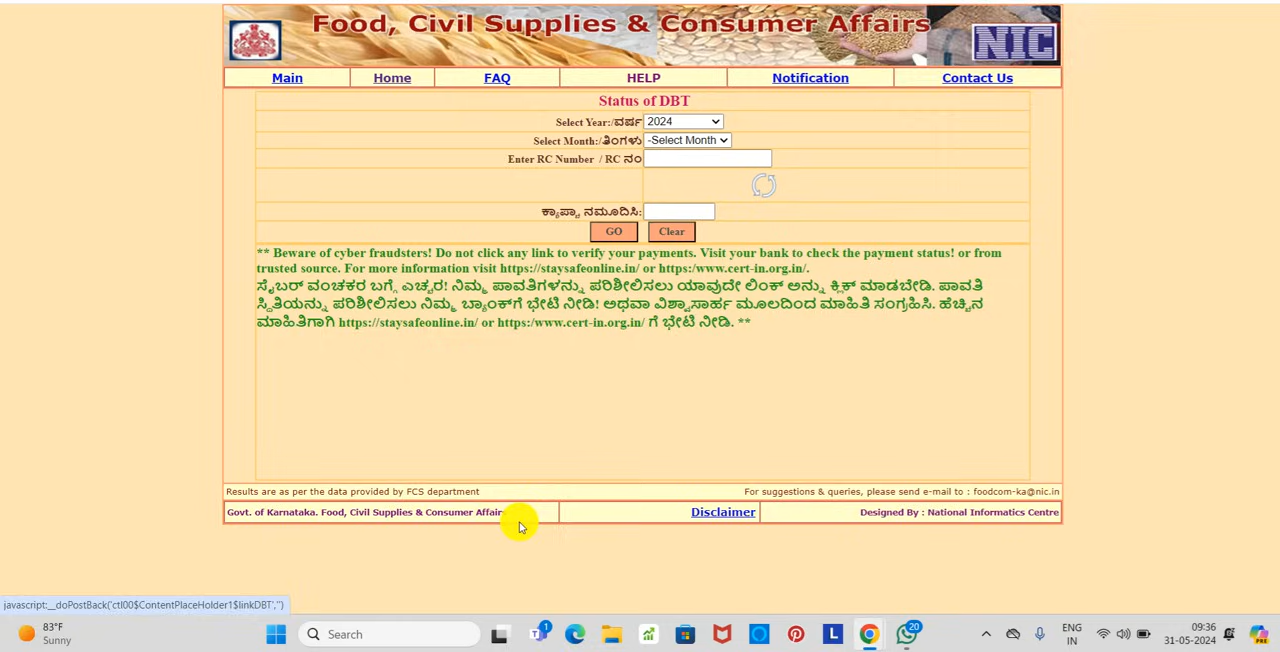 Food, Civil Supplies & Consumer Affairs
NIC
Main Home FAQ HELP Notification Contact Us
Status of DBT
Select Year:/ವರ್ಷ 2024
Select Month:/ತಿಂಗಳು -Select Month
Enter RC Number / RC ನಂ
ಕ್ಯಾಪ್ಚಾ ನಮೂದಿಸಿ:
GO Clear
** Beware of cyber fraudsters! Do not click any link to verify your payments. Visit your bank to check the payment status! or from
trusted source. For more information visit https://staysafeonline.in/ or https:/www.cert-in.org.in/.
ಸೈಬರ್ ವಂಚಕರ ಬಗ್ಗೆ ಎಚ್ಚರ! ನಿಮ್ಮ ಪಾವತಿಗಳನ್ನು ಪರಿಶೀಲಿಸಲು ಯಾವುದೇ ಲಿಂಕ್ ಅನ್ನು ಕ್ಲಿಕ್ ಮಾಡಬೇಡಿ. ಪಾವತಿ
ಸ್ಥಿತಿಯನ್ನು ಪರಿಶೀಲಿಸಲು ನಿಮ್ಮ ಬ್ಯಾಂಕ್‌ಗೆ ಭೇಟಿ ನೀಡಿ! ಅಥವಾ ವಿಶ್ವಾಸಾರ್ಹ ಮೂಲದಿಂದ ಮಾಹಿತಿ ಸಂಗ್ರಹಿಸಿ. ಹೆಚ್ಚಿನ
ಮಾಹಿತಿಗಾಗಿ https://staysafeonline.in/ or https:/www.cert-in.org.in/ ಗೆ ಭೇಟಿ ನೀಡಿ. **
Results are as per the data provided by FCS department For suggestions & queries, please send e-mail to : foodcom-ka@nic.in
Govt. of Karnataka. Food, Civil Supplies & Consumer Affairs Disclaimer Designed By : National Informatics Centre
javascript:__doPostBack('ctl00$ContentPlaceHolder1$linkDBT','')
83°F
Sunny
Search
1
L
20
ENG
IN
09:36
31-05-2024
PRE